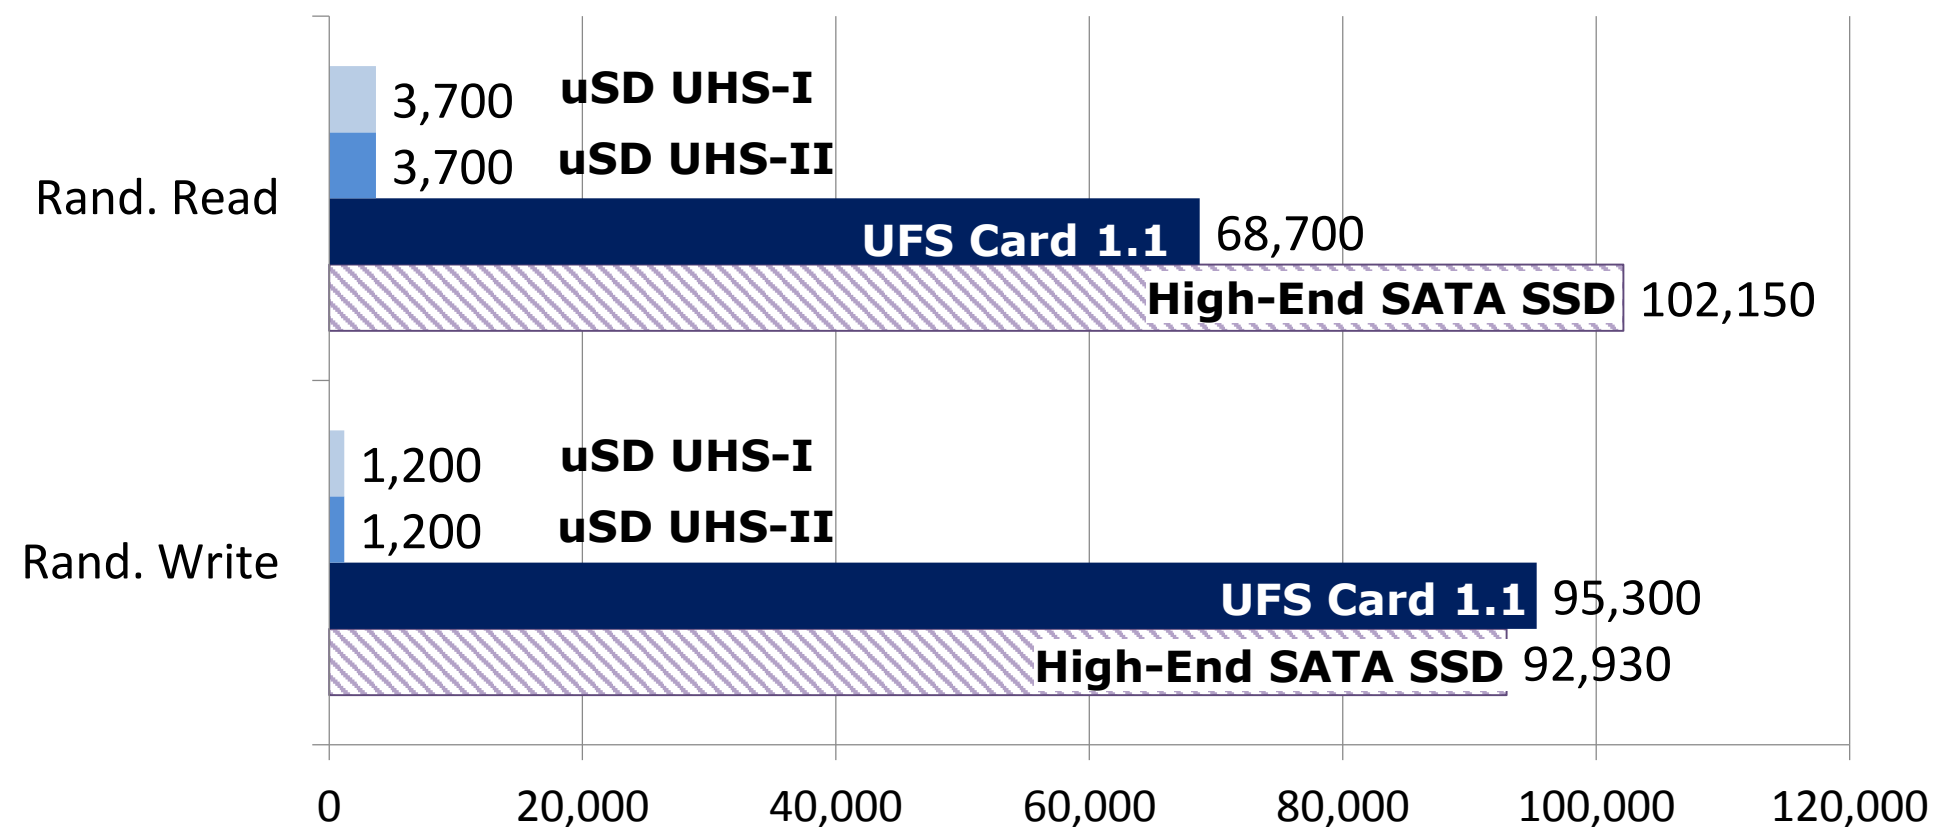 uSD UHS-I
3,700
uSD UHS-II
3,700
Rand. Read
UFS Card 1.1
68,700
High-End SATA SSD
102,150
uSD UHS-I
1,200
uSD UHS-II
1,200
Rand. Write
UFS Card 1.1
95,300
High-End SATA SSD
92,930
0 20,000 40,000 60,000 80,000 100,000 120,000